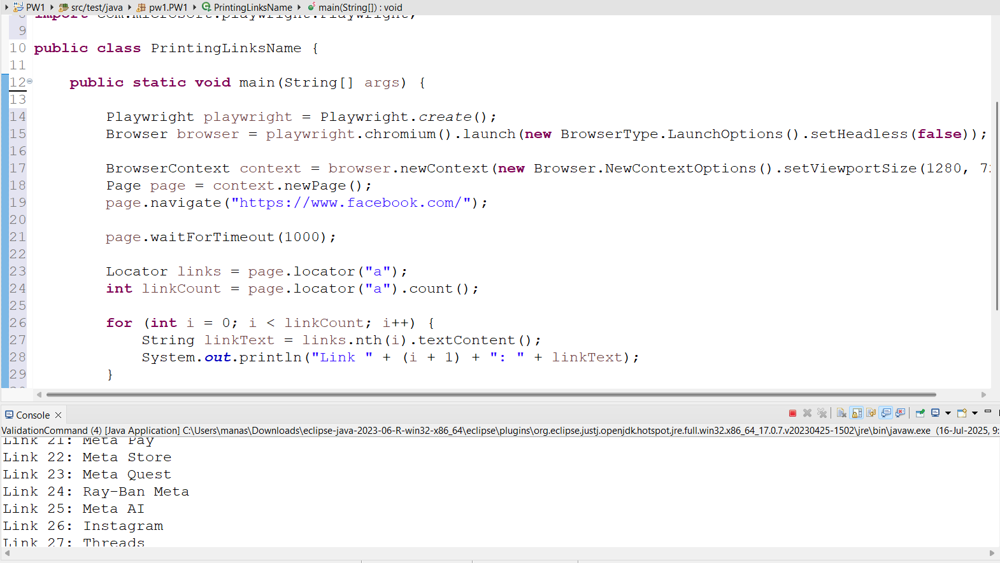 PW1 src/test/java pw1.PW1 PrintingLinksName main(String[]) : void
import com.microsoft.playwright.Playwright;
9
10 public class PrintingLinksName {
11
12 public static void main(String[] args) {
13
14 Playwright playwright = Playwright.create();
15 Browser browser = playwright.chromium().launch(new BrowserType.LaunchOptions().setHeadless(false));
16
17 BrowserContext context = browser.newContext(new Browser.NewContextOptions().setViewportSize(1280, 72
18 Page page = context.newPage();
19 page.navigate("https://www.facebook.com/");
20
21 page.waitForTimeout(1000);
22
23 Locator links = page.locator("a");
24 int linkCount = page.locator("a").count();
25
26 for (int i = 0; i < linkCount; i++) {
27 String linkText = links.nth(i).textContent();
28 System.out.println("Link " + (i + 1) + ": " + linkText);
29 }
Console
ValidationCommand (4) [Java Application] C:\Users\manas\Downloads\eclipse-java-2023-06-R-win32-x86_64\eclipse\plugins\org.eclipse.justj.openjdk.hotspot.jre.full.win32.x86_64_17.0.7.v20230425-1502\jre\bin\javaw.exe (16-Jul-2025, 9:
Link 21: Meta Pay
Link 22: Meta Store
Link 23: Meta Quest
Link 24: Ray-Ban Meta
Link 25: Meta AI
Link 26: Instagram
Link 27: Threads